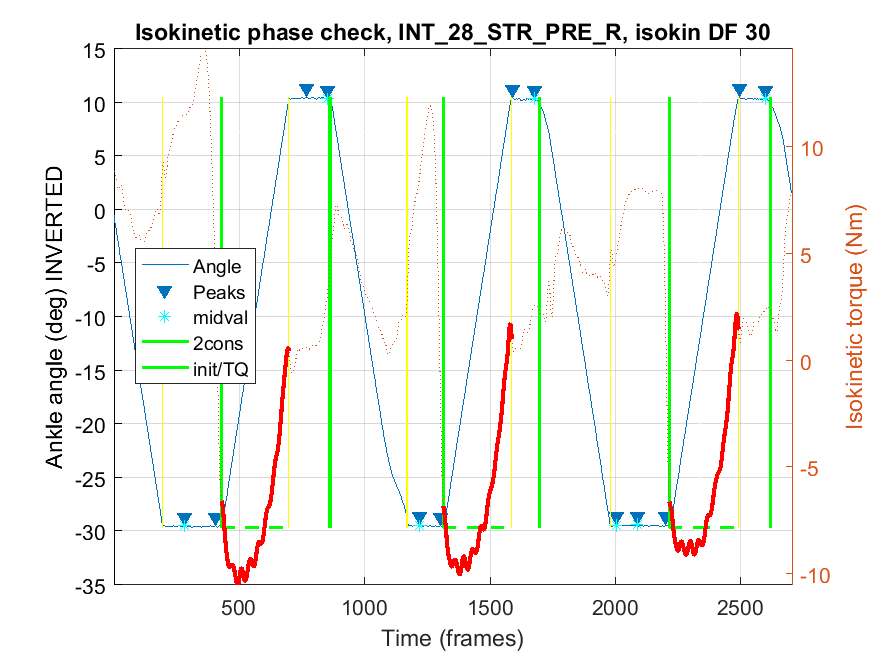 Isokinetic phase check, INT_28_STR_PRE_R, isokin DF 30
Ankle angle (deg) INVERTED
15
10
5
0
-5
-10
-15
-20
-25
-30
-35
Angle
Peaks
midval
2cons
init/TQ
10
5
0
-5
-10
Isokinetic torque (Nm)
500
1000
1500
2000
2500
Time (frames)